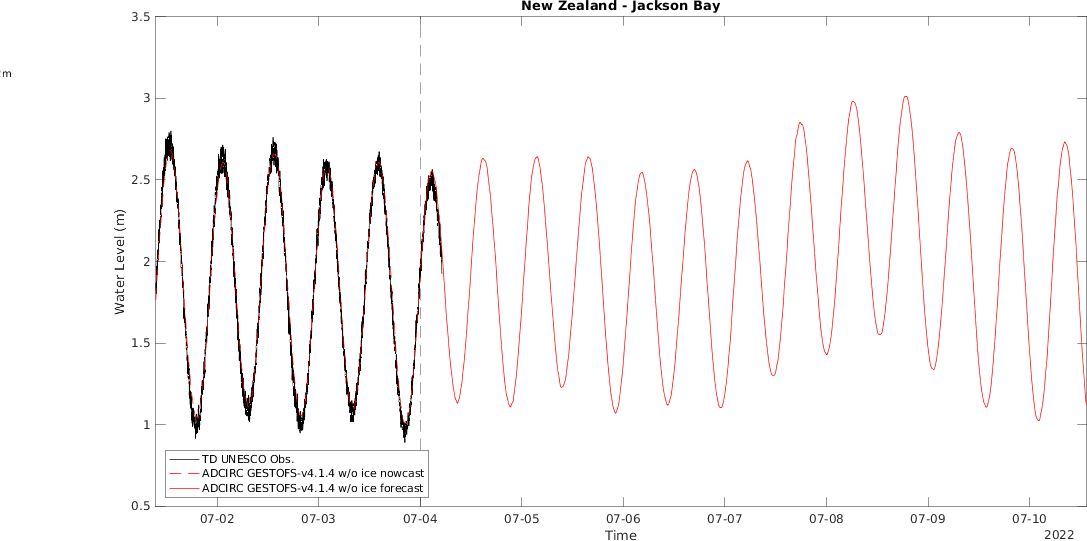 New Zealand - Jackson Bay
3.5
3
2.5
2
1.5
1
0.5
Water Level (m)
TD UNESCO Obs.
ADCIRC GESTOFS-v4.1.4 w/o ice nowcast
ADCIRC GESTOFS-v4.1.4 w/o ice forecast
07-02 07-03 07-04 07-05 07-06 07-07 07-08 07-09 07-10
Time
2022